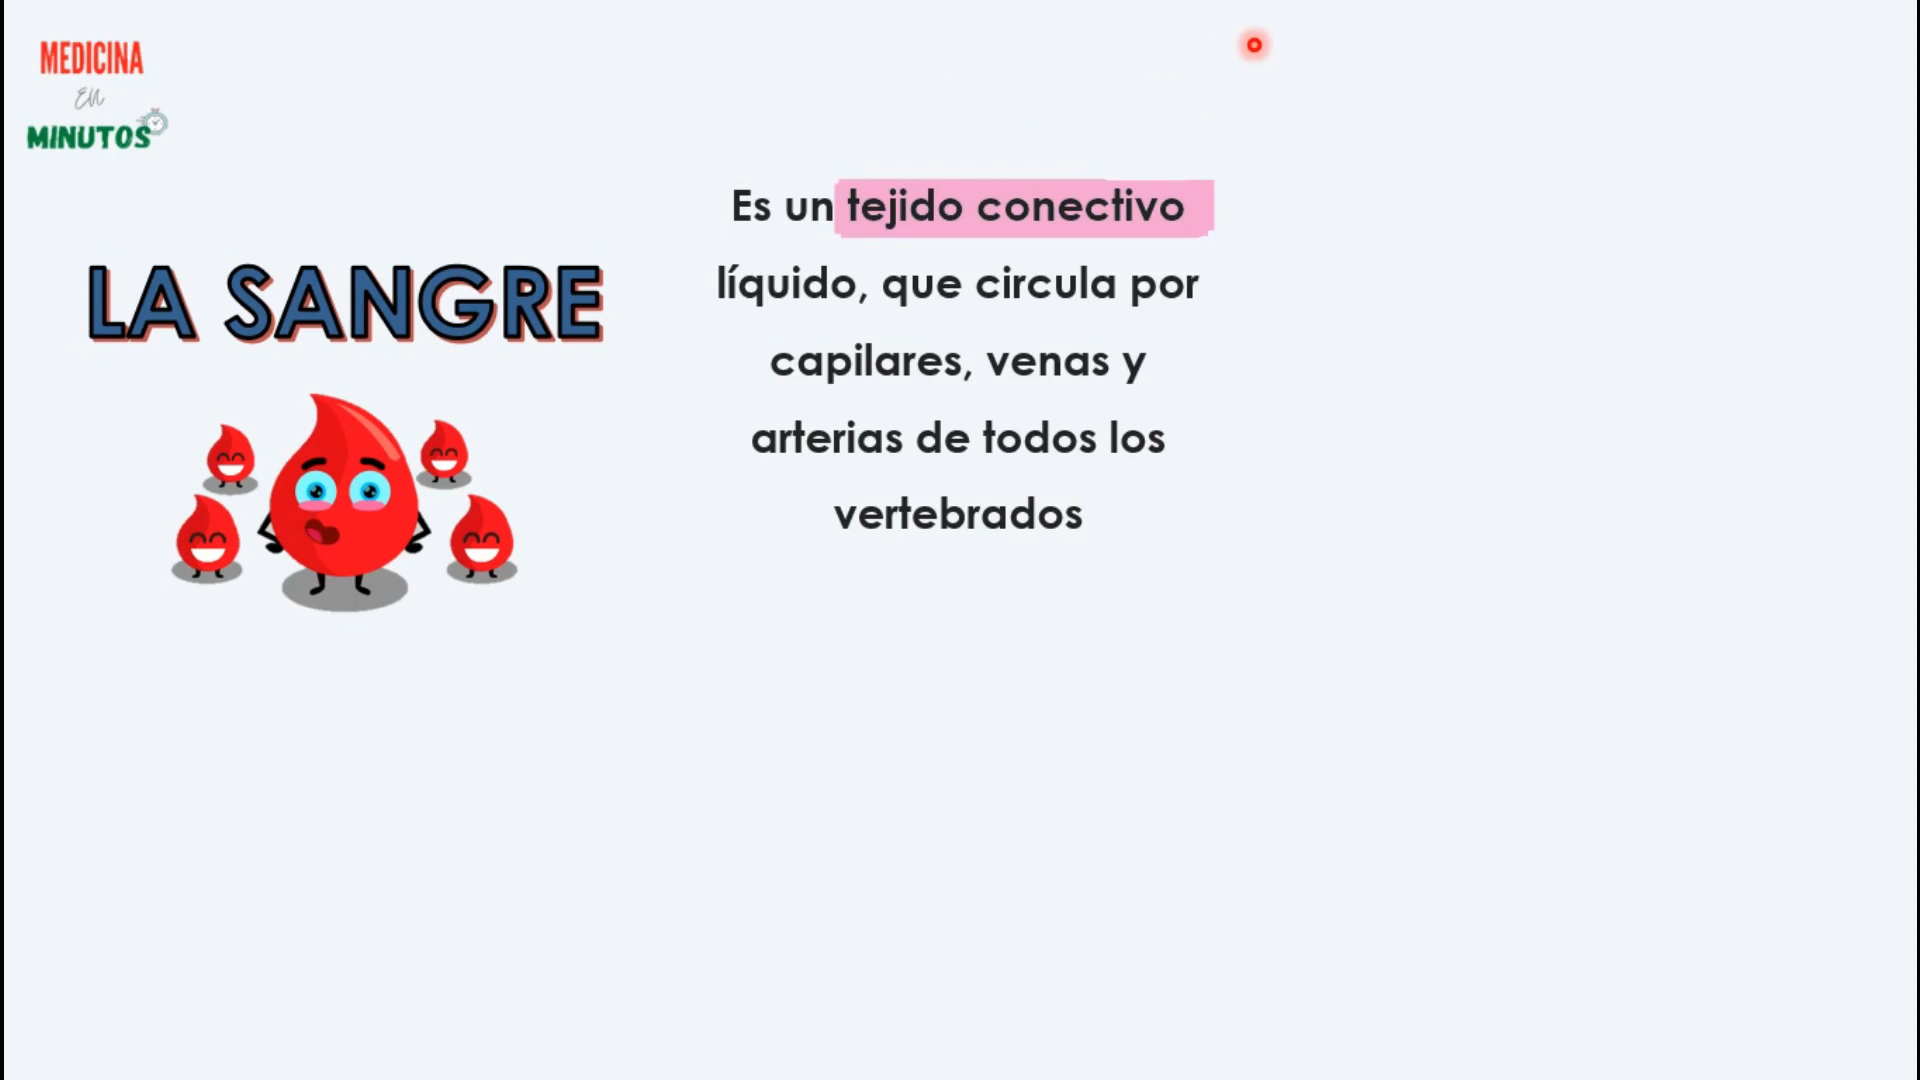 MEDICINA
EN
MINUTOS
LA SANGRE
Es un tejido conectivo
líquido, que circula por
capilares, venas y
arterias de todos los
vertebrados